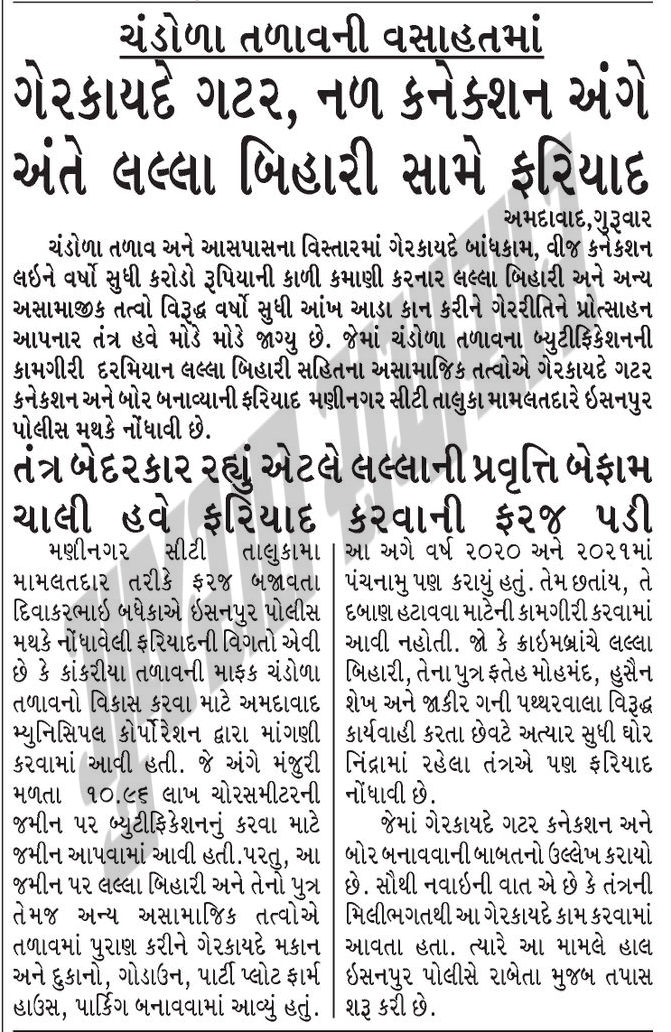 ચંડોળા તળાવની વસાહતમાં
ગેરકાયદે ગટર, નળ કનેક્શન અંગે
અંતે લલ્લા બિહારી સામે ફરિયાદ
અમદાવાદ,ગુરૂવાર
ચંડોળા તળાવ અને આસપાસના વિસ્તારમાં ગેરકાયદે બાંધકામ, વીજ કનેકશન
લઇને વર્ષો સુધી કરોડો રૂપિયાની કાળી કમાણી કરનાર લલ્લા બિહારી અને અન્ય
અસામાજીક તત્વો વિરૂદ્ધ વર્ષો સુધી આંખ આડા કાન કરીને ગેરરીતિને પ્રોત્સાહન
આપનાર તંત્ર હવે મોડે મોડે જાગ્યુ છે. જેમાં ચંડોળા તળાવના બ્યુટીફિકેશનની
કામગીરી દરમિયાન લલ્લા બિહારી સહિતના અસામાજિક તત્વોએ ગેરકાયદે ગટર
કનેકશન અને બોર બનાવ્યાની ફરિયાદ મણીનગર સીટી તાલુકા મામલતદારે ઇસનપુર
પોલીસ મથકે નોંધાવી છે.
તંત્ર બેદરકાર રહ્યું એટલે લલ્લાની પ્રવૃત્તિ બેફામ
ચાલી હવે ફરિયાદ કરવાની ફરજ પડી
મણીનગર સીટી તાલુકામા
મામલતદાર તરીકે ફરજ બજાવતા
દિવાકરભાઇ બધેકાએ ઇસનપુર પોલીસ
મથકે નોંધાવેલી ફરિયાદની વિગતો એવી
છે કે કાંકરીયા તળાવની માફક ચંડોળા
તળાવનો વિકાસ કરવા માટે અમદાવાદ
મ્યુનિસિપલ કોર્પોરેશન દ્વારા માંગણી
કરવામાં આવી હતી. જે અંગે મંજુરી
મળતા ૧૦.૯૬ લાખ ચોરસમીટરની
જમીન પર બ્યુટીફિકેશનનું કરવા માટે
જમીન આપવામાં આવી હતી.પરતુ, આ
જમીન પર લલ્લા બિહારી અને તેનો પુત્ર
તેમજ અન્ય અસામાજિક તત્વોએ
તળાવમાં પુરાણ કરીને ગેરકાયદે મકાન
અને દુકાનો, ગોડાઉન, પાર્ટી પ્લોટ ફાર્મ
હાઉસ, પાર્કિગ બનાવવામાં આવ્યું હતું.
આ અગે વર્ષ ૨૦૨૦ અને ૨૦૨૧માં
પંચનામુ પણ કરાયું હતું. તેમ છતાંય, તે
દબાણ હટાવવા માટેની કામગીરી કરવામાં
આવી નહોતી. જો કે ક્રાઇમબ્રાંચે લલ્લા
બિહારી, તેના પુત્ર ફતેહ મોહમંદ, હુસૈન
શેખ અને જાકીર ગની પથ્થરવાલા વિરૂદ્ધ
કાર્યવાહી કરતા છેવટે અત્યાર સુધી ઘોર
નિંદ્રામાં રહેલા તંત્રએ પણ ફરિયાદ
નોંધાવી છે.
જેમાં ગેરકાયદે ગટર કનેકશન અને
બોર બનાવવાની બાબતનો ઉલ્લેખ કરાયો
છે. સૌથી નવાઇની વાત એ છે કે તંત્રની
મિલીભગતથી આ ગેરકાયદે કામ કરવામાં
આવતા હતા. ત્યારે આ મામલે હાલ
ઇસનપુર પોલીસે રાબેતા મુજબ તપાસ
શરૂ કરી છે.
ગુજરાત સમાચાર